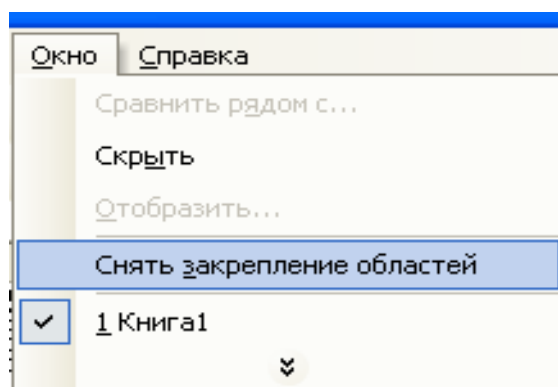 Окно Справка
Сравнить рядом с...
Скрыть
Отобразить...
Снять закрепление областей
1 Книга1